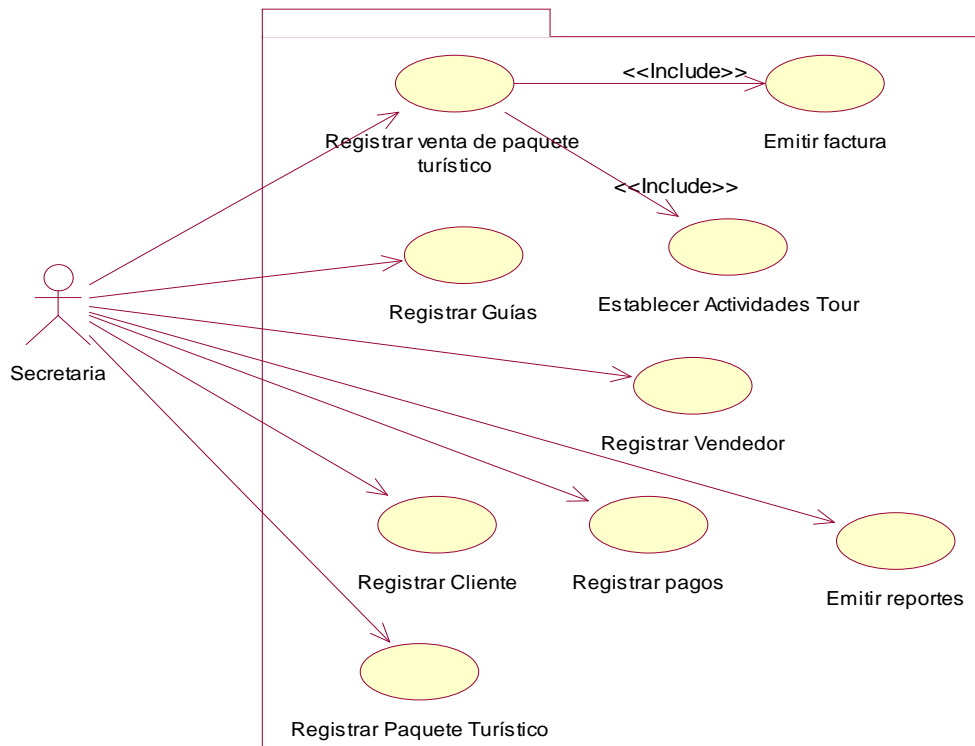 <<Include>>
Registrar venta de paquete
turístico
Emitir factura
<<Include>>
Registrar Guías
Establecer Actividades Tour
Secretaria
Registrar Vendedor
Registrar Cliente
Registrar pagos
Emitir reportes
Registrar Paquete Turístico